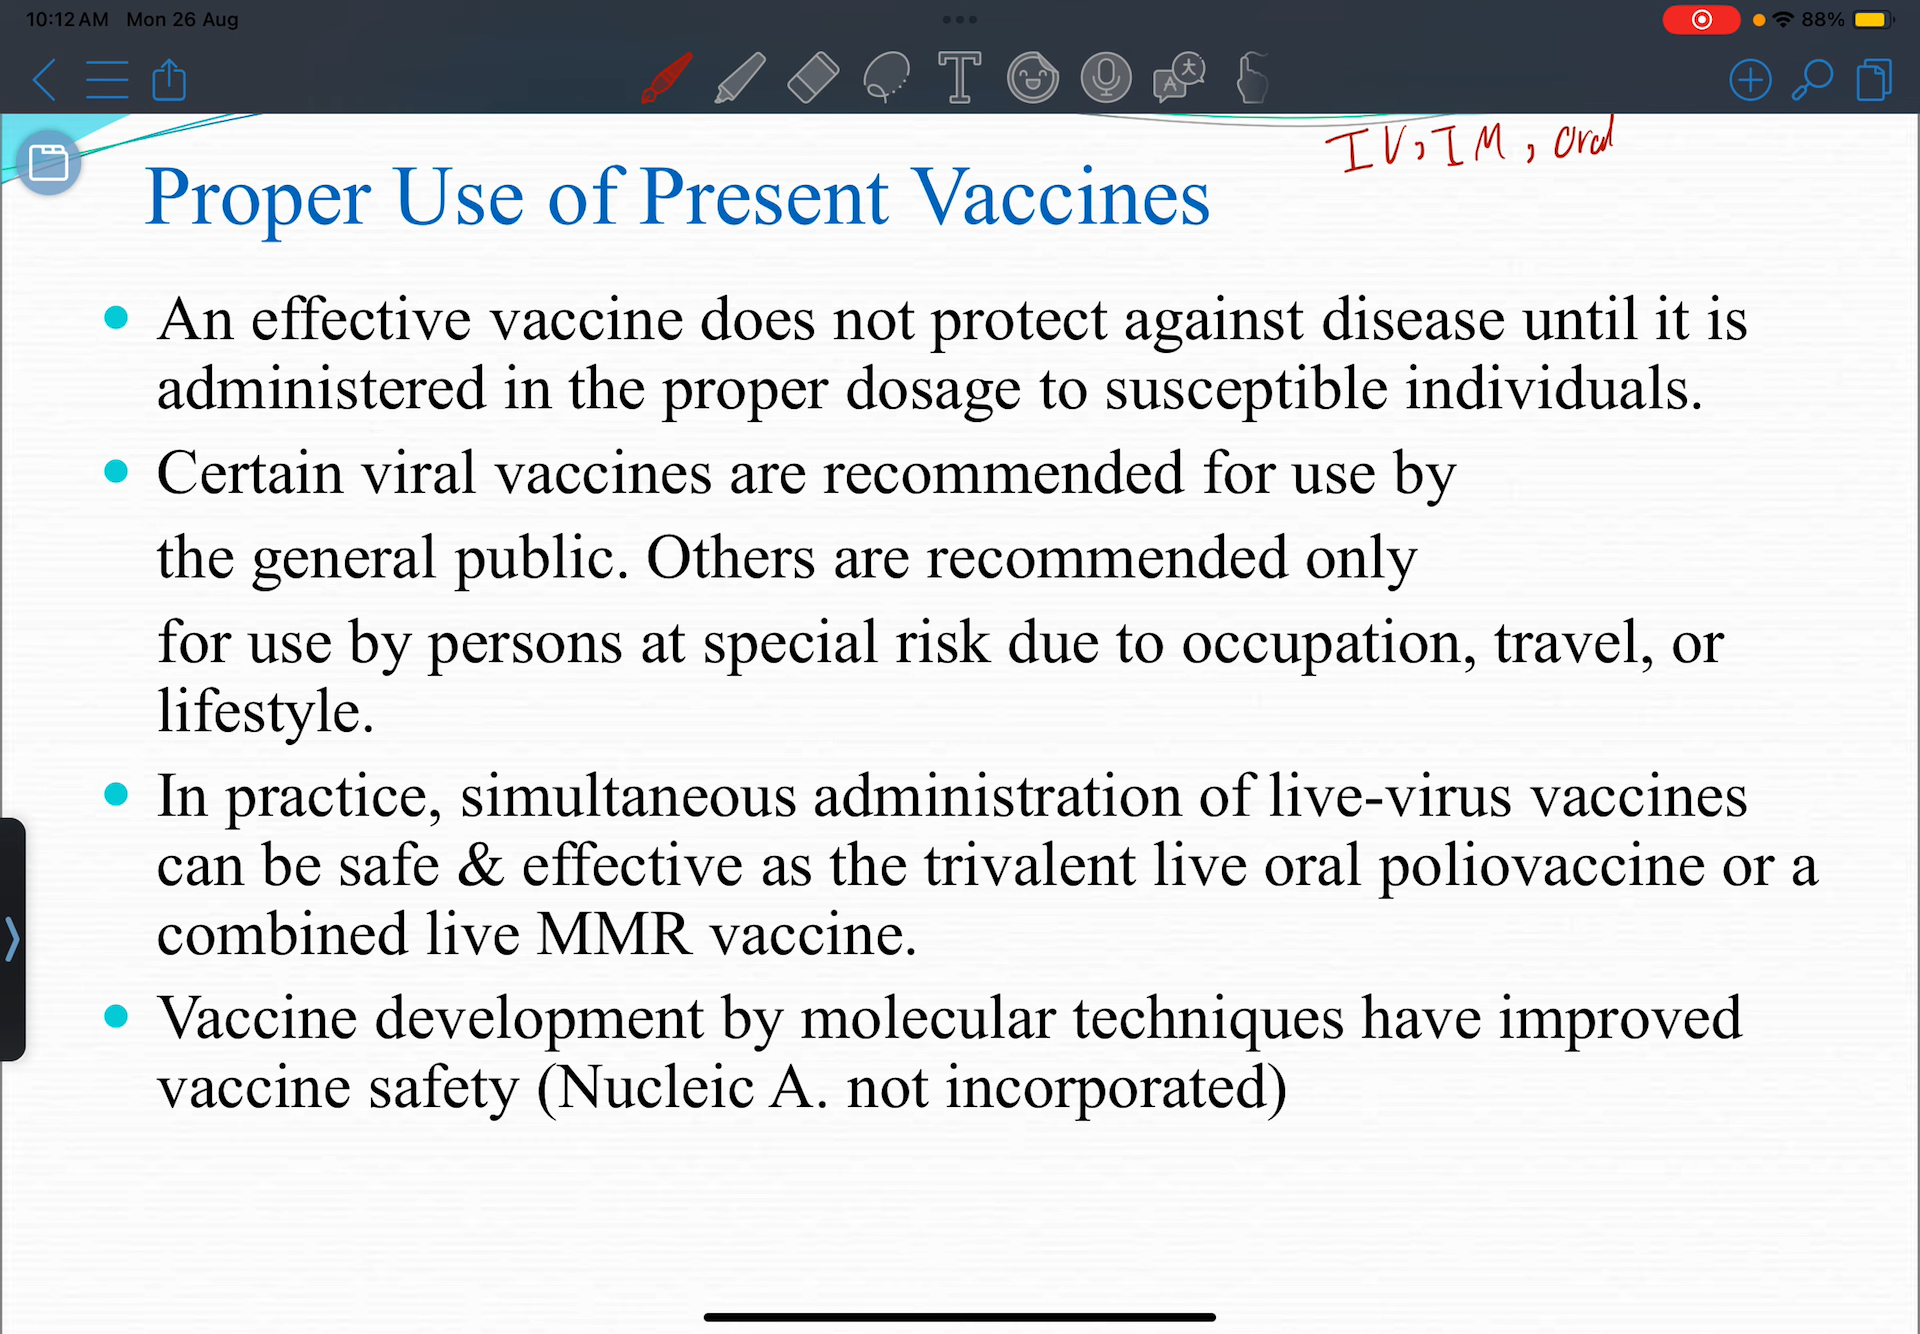 10:12 AM Mon 26 Aug
88%
IV, IM, oral
Proper Use of Present Vaccines
• An effective vaccine does not protect against disease until it is
administered in the proper dosage to susceptible individuals.
• Certain viral vaccines are recommended for use by
the general public. Others are recommended only
for use by persons at special risk due to occupation, travel, or
lifestyle.
• In practice, simultaneous administration of live-virus vaccines
can be safe & effective as the trivalent live oral poliovaccine or a
combined live MMR vaccine.
• Vaccine development by molecular techniques have improved
vaccine safety (Nucleic A. not incorporated)